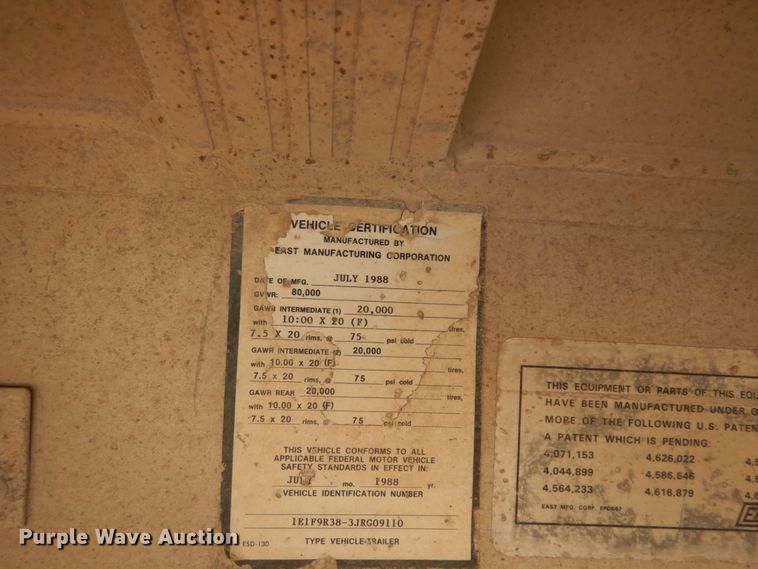 VEHICLE CERTIFICATION
MANUFACTURED BY
EAST MANUFACTURING CORPORATION
DATE OF MFG. JULY 1988
GVWR: 80,000
GAWR INTERMEDIATE (1) 20,000
with 10:00 X 20 (F) tires,
7.5 X 20 rims, @ 75 psi cold
GAWR INTERMEDIATE (2) 20,000
with 10.00 x 20 (F) tires,
7.5 x 20 rims, @ 75 psi cold
GAWR REAR 20,000
with 10.00 x 20 (F) tires,
7.5 x 20 rims, @ 75 psi cold
THIS VEHICLE CONFORMS TO ALL
APPLICABLE FEDERAL MOTOR VEHICLE
SAFETY STANDARDS IN EFFECT IN:
JULY mo. 1988 yr.
VEHICLE IDENTIFICATION NUMBER
1E1F9R38-3JRG09110
ESD-130 TYPE VEHICLE-TRAILER
THIS EQUIPMENT OR PARTS OF THIS EQU
HAVE BEEN MANUFACTURED UNDER O
MORE OF THE FOLLOWING U.S. PATEN
A PATENT WHICH IS PENDING:
4,071,153 4,626,022
4,044,899 4,586,646
4,564,233 4,616,879
EAST MFG CORP.
Purple Wave Auction